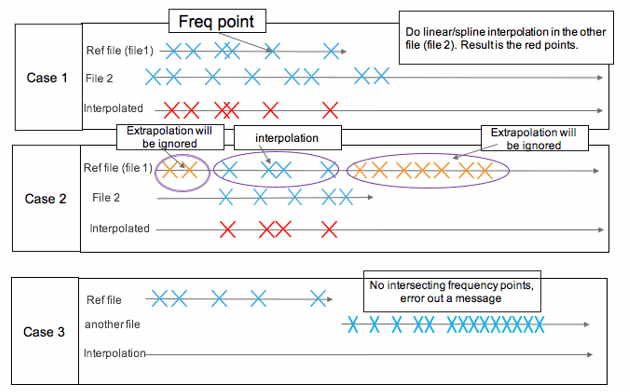 Freq point
Do linear/spline interpolation in the other
file (file 2). Result is the red points.
Ref file (file1)
Case 1
File 2
Interpolated
Extrapolation will
be ignored
interpolation
Extrapolation will
be ignored
Ref file (file 1)
Case 2
File 2
Interpolated
No intersecting frequency points,
error out a message
Ref file
another file
Case 3
Interpolation